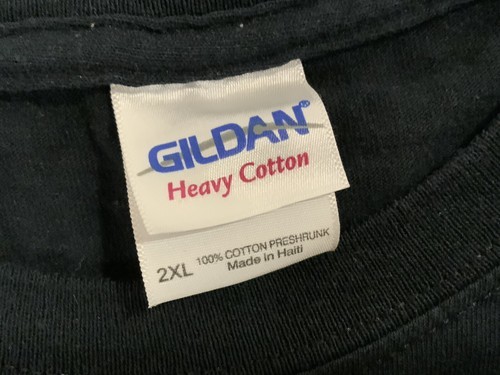 GILDAN®
Heavy Cotton
2XL 100% COTTON PRESHRUNK
Made in Haiti